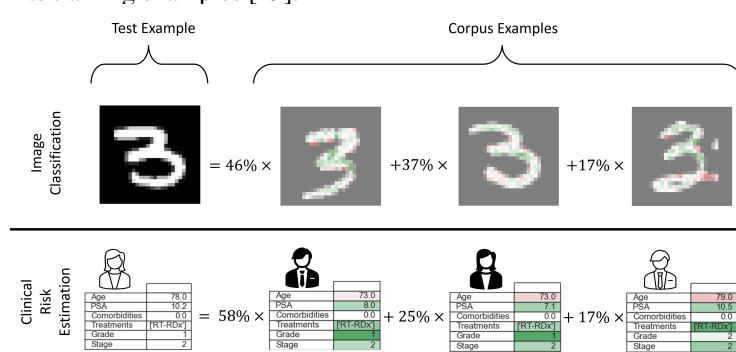 Test Example
Corpus Examples
Image Classification
= 46% ×
+37% ×
+17% ×
Clinical Risk Estimation
Age 78.0
PSA 10.2
Comorbidities 0.0
Treatments ['RT-RDx']
Grade 1
Stage 2
= 58% ×
Age 73.0
PSA 8.0
Comorbidities 0.0
Treatments ['RT-RDx']
Grade 1
Stage 2
+ 25% ×
Age 73.0
PSA 7.1
Comorbidities 0.0
Treatments ['RT-RDx']
Grade 1
Stage 2
+ 17% ×
Age 79.0
PSA 10.5
Comorbidities 0.0
Treatments ['RT-RDx']
Grade 2
Stage 2